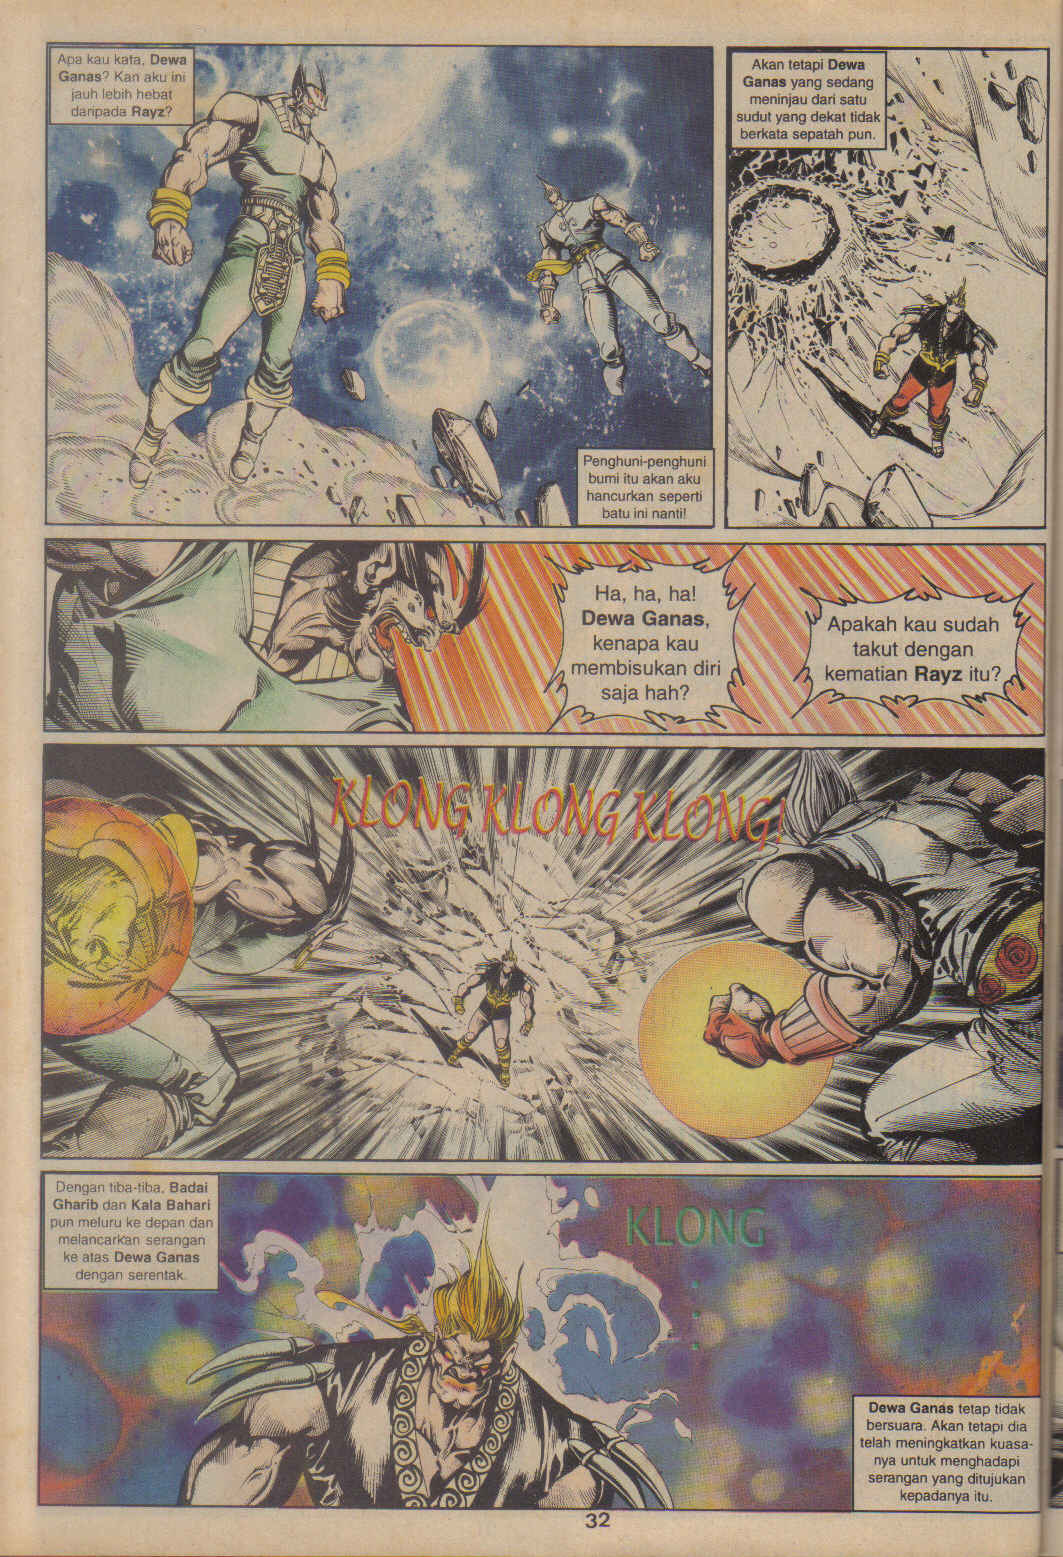 Apa kau kata, Dewa
Ganas? Kan aku ini
jauh lebih hebat
daripada Rayz?
Penghuni-penghuni
bumi itu akan aku
hancurkan seperti
batu ini nanti!
Akan tetapi Dewa
Ganas yang sedang
meninjau dari satu
sudut yang dekat tidak
berkata sepatah pun.
Ha, ha, ha!
Dewa Ganas,
kenapa kau
membisukan diri
saja hah?
Apakah kau sudah
takut dengan
kematian Rayz itu?
KLONG KLONG KLONG!
Dengan tiba-tiba, Badai
Gharib dan Kala Bahari
pun meluru ke depan dan
melancarkan serangan
ke atas Dewa Ganas
dengan serentak.
KLONG
Dewa Ganas tetap tidak
bersuara. Akan tetapi dia
telah meningkatkan kuasa-
nya untuk menghadapi
serangan yang ditujukan
kepadanya itu.
32